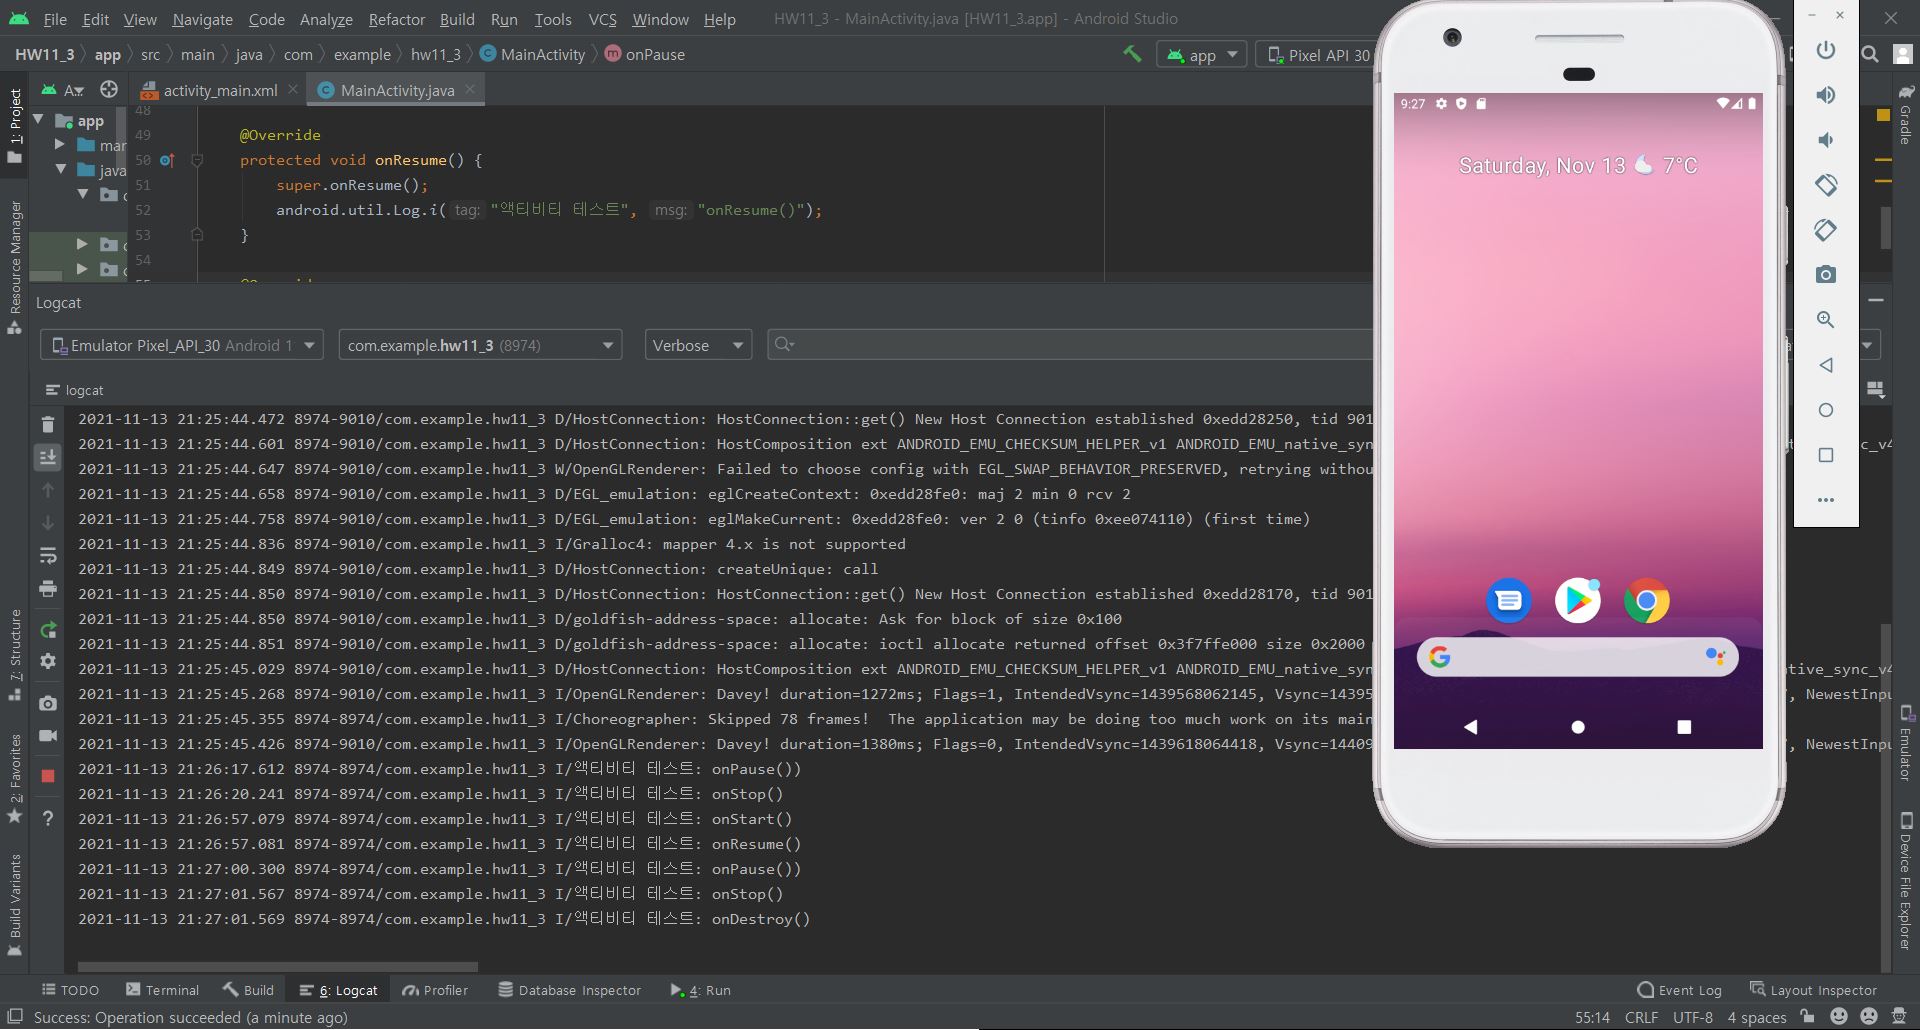 File Edit View Navigate Code Analyze Refactor Build Run Tools VCS Window Help HW11_3 - MainActivity.java [HW11_3.app] - Android Studio
HW11_3 app src main java com example hw11_3 MainActivity onPause app Pixel API 30
A... activity_main.xml MainActivity.java
1: Project
Resource Manager
7: Structure
2: Favorites
Build Variants
app
mar
java
48
49 @Override
50 protected void onResume() {
51 super.onResume();
52 android.util.Log.i( tag: "액티비티 테스트", msg: "onResume()");
53 }
54
Logcat
Emulator Pixel_API_30 Android 1 com.example.hw11_3 (8974) Verbose
logcat
2021-11-13 21:25:44.472 8974-9010/com.example.hw11_3 D/HostConnection: HostConnection::get() New Host Connection established 0xedd28250, tid 901
2021-11-13 21:25:44.601 8974-9010/com.example.hw11_3 D/HostConnection: HostComposition ext ANDROID_EMU_CHECKSUM_HELPER_v1 ANDROID_EMU_native_syn c_v4
2021-11-13 21:25:44.647 8974-9010/com.example.hw11_3 W/OpenGLRenderer: Failed to choose config with EGL_SWAP_BEHAVIOR_PRESERVED, retrying withou
2021-11-13 21:25:44.658 8974-9010/com.example.hw11_3 D/EGL_emulation: eglCreateContext: 0xedd28fe0: maj 2 min 0 rcv 2
2021-11-13 21:25:44.758 8974-9010/com.example.hw11_3 D/EGL_emulation: eglMakeCurrent: 0xedd28fe0: ver 2 0 (tinfo 0xee074110) (first time)
2021-11-13 21:25:44.836 8974-9010/com.example.hw11_3 I/Gralloc4: mapper 4.x is not supported
2021-11-13 21:25:44.849 8974-9010/com.example.hw11_3 D/HostConnection: createUnique: call
2021-11-13 21:25:44.850 8974-9010/com.example.hw11_3 D/HostConnection: HostConnection::get() New Host Connection established 0xedd28170, tid 901
2021-11-13 21:25:44.850 8974-9010/com.example.hw11_3 D/goldfish-address-space: allocate: Ask for block of size 0x100
2021-11-13 21:25:44.851 8974-9010/com.example.hw11_3 D/goldfish-address-space: allocate: ioctl allocate returned offset 0x3f7ffe000 size 0x2000
2021-11-13 21:25:45.029 8974-9010/com.example.hw11_3 D/HostConnection: HostComposition ext ANDROID_EMU_CHECKSUM_HELPER_v1 ANDROID_EMU_native_syn tive_sync_v4
2021-11-13 21:25:45.268 8974-9010/com.example.hw11_3 I/OpenGLRenderer: Davey! duration=1272ms; Flags=1, IntendedVsync=1439568062145, Vsync=14395 , NewestInpu
2021-11-13 21:25:45.355 8974-8974/com.example.hw11_3 I/Choreographer: Skipped 78 frames!  The application may be doing too much work on its main
2021-11-13 21:25:45.426 8974-9010/com.example.hw11_3 I/OpenGLRenderer: Davey! duration=1380ms; Flags=0, IntendedVsync=1439618064418, Vsync=14409 , NewestInpu
2021-11-13 21:26:17.612 8974-8974/com.example.hw11_3 I/액티비티 테스트: onPause())
2021-11-13 21:26:20.241 8974-8974/com.example.hw11_3 I/액티비티 테스트: onStop()
2021-11-13 21:26:57.079 8974-8974/com.example.hw11_3 I/액티비티 테스트: onStart()
2021-11-13 21:26:57.081 8974-8974/com.example.hw11_3 I/액티비티 테스트: onResume()
2021-11-13 21:27:00.300 8974-8974/com.example.hw11_3 I/액티비티 테스트: onPause())
2021-11-13 21:27:01.567 8974-8974/com.example.hw11_3 I/액티비티 테스트: onStop()
2021-11-13 21:27:01.569 8974-8974/com.example.hw11_3 I/액티비티 테스트: onDestroy()
9:27
Saturday, Nov 13 7°C
Gradle
Emulator
Device File Explorer
TODO Terminal Build 6: Logcat Profiler Database Inspector 4: Run Event Log Layout Inspector
Success: Operation succeeded (a minute ago) 55:14 CRLF UTF-8 4 spaces